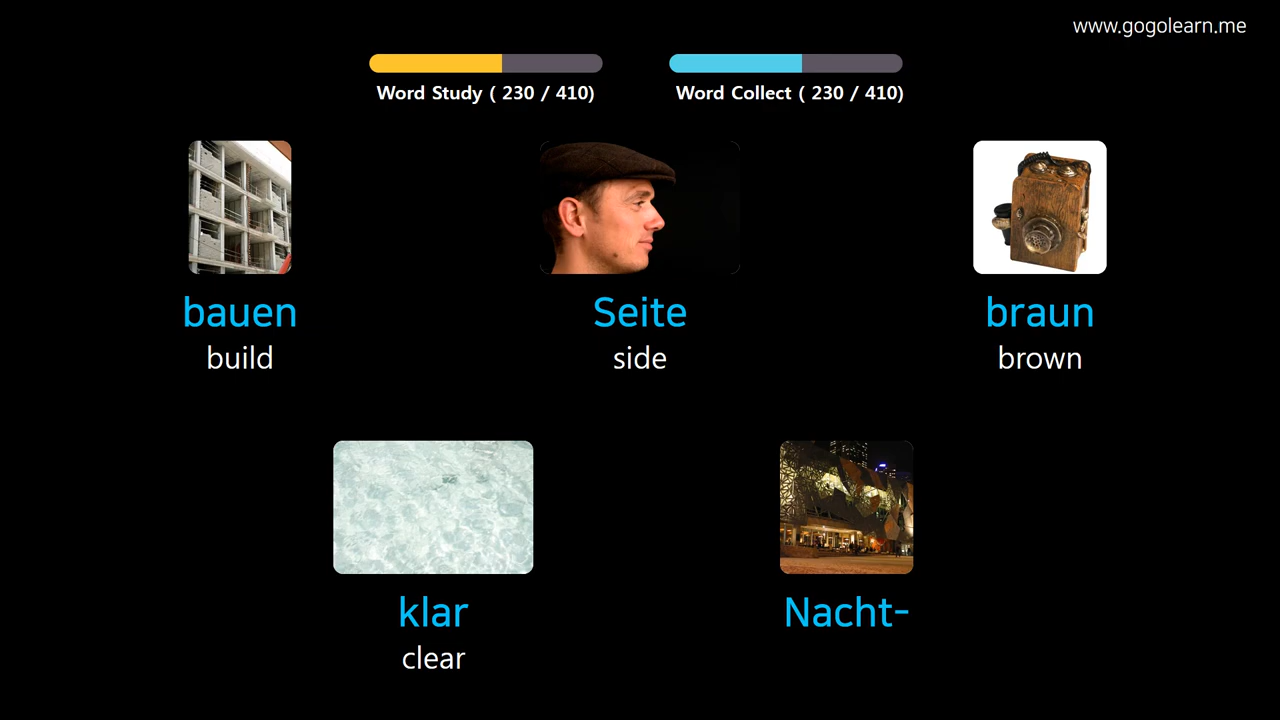 www.gogolearn.me
Word Study ( 230 / 410)
Word Collect ( 230 / 410)
bauen
build
Seite
side
braun
brown
klar
clear
Nacht-